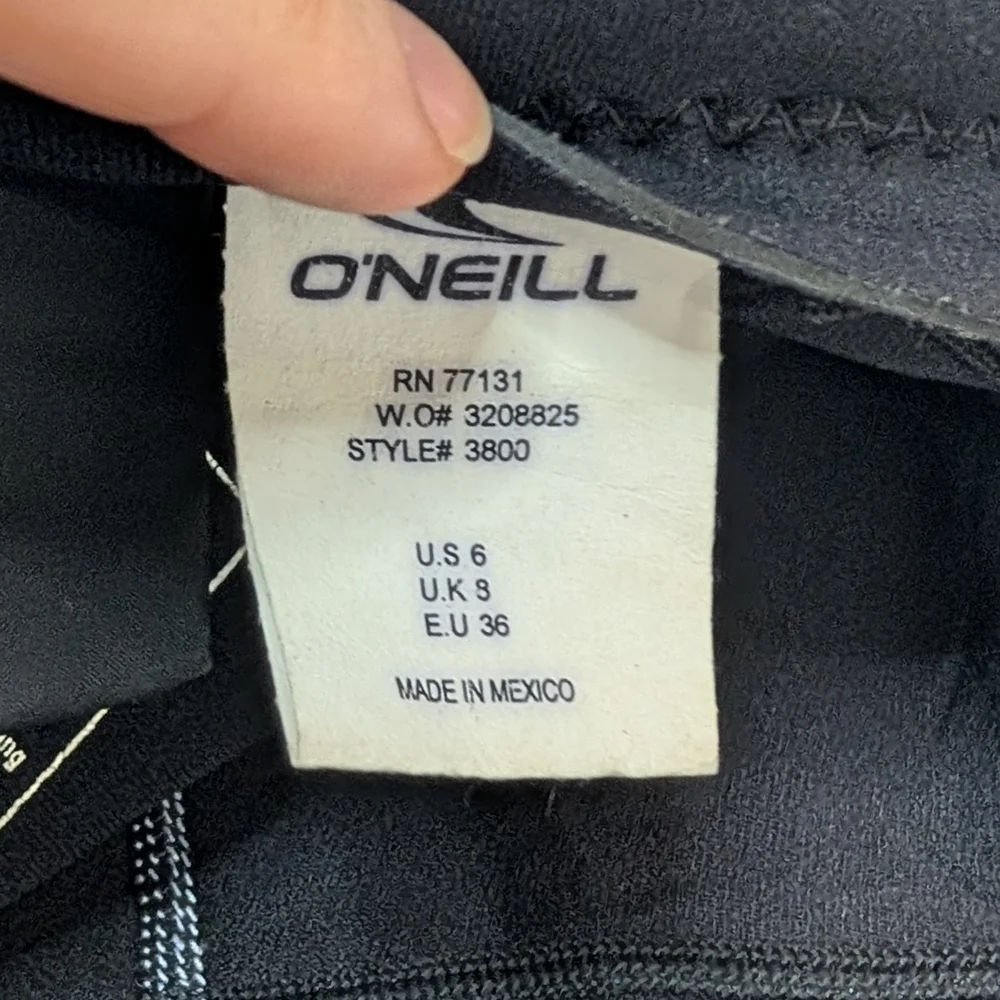 O'NEILL
RN 77131
W.O# 3208825
STYLE# 3800
U.S 6
U.K 8
E.U 36
MADE IN MEXICO